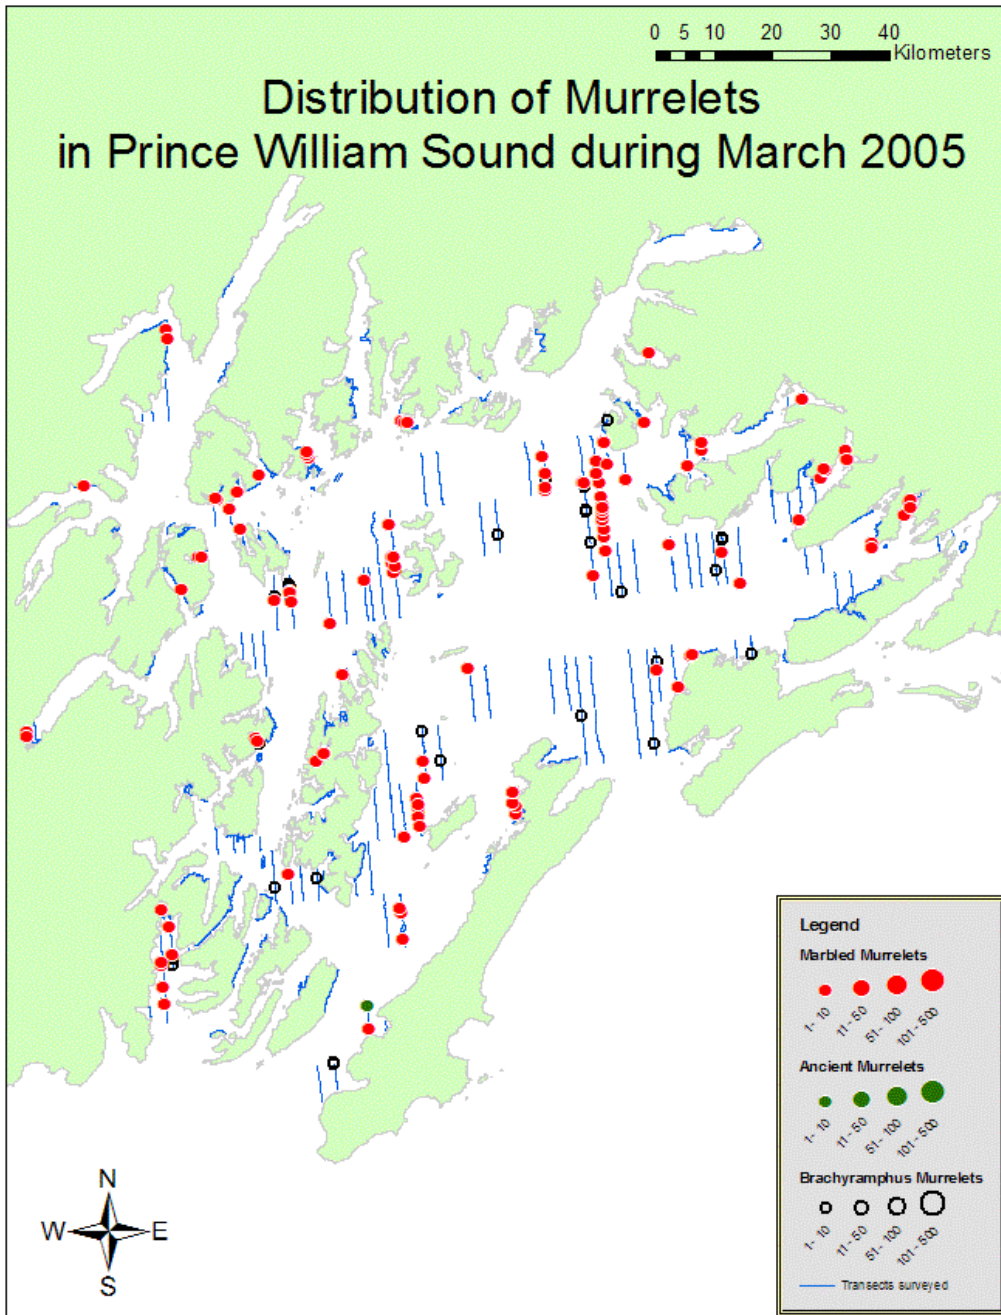 0 5 10 20 30 40
Kilometers
Distribution of Murrelets
in Prince William Sound during March 2005
Legend
Marbled Murrelets
1- 10 11 - 50 51 - 100 101 - 500
Ancient Murrelets
1- 10 11 - 50 51 - 100 101 - 500
Brachyramphus Murrelets
1- 10 11 - 50 51 - 100 101 - 500
Transects surveyed
N
W E
S